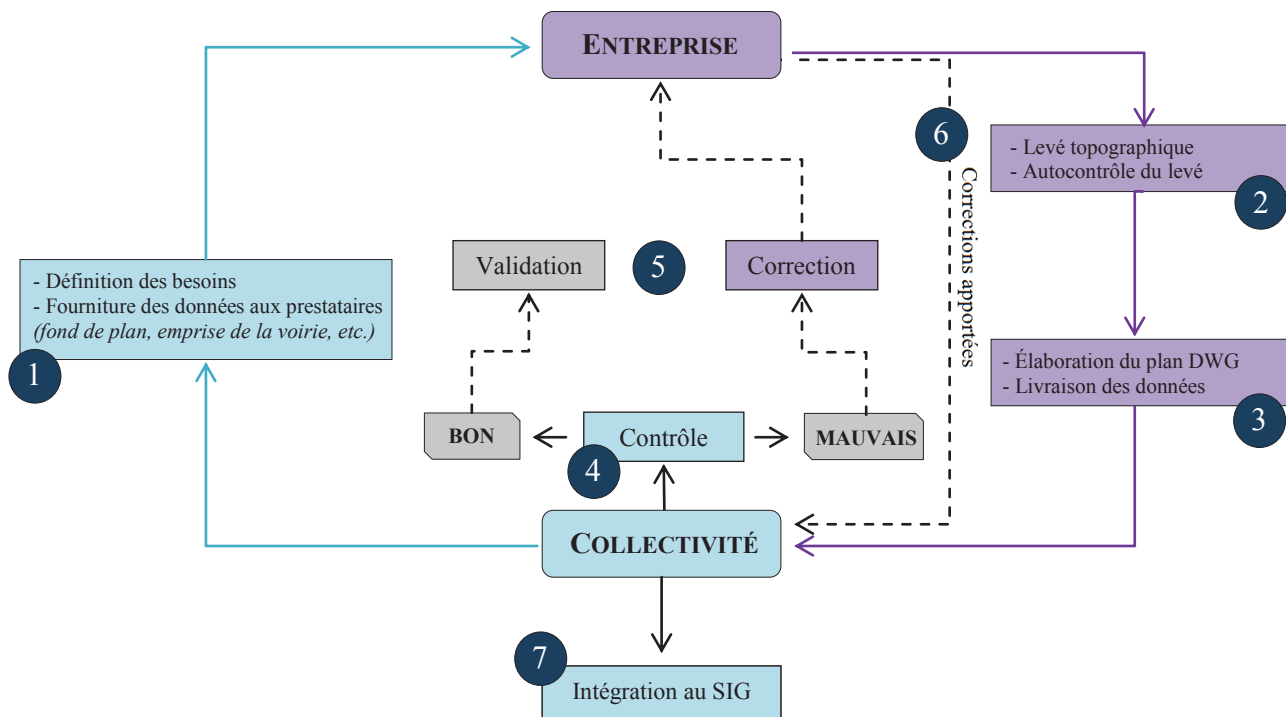 ENTREPRISE
6
- Levé topographique
- Autocontrôle du levé
2
Corrections apportées
Validation
5
Correction
- Définition des besoins
- Fourniture des données aux prestataires
(fond de plan, emprise de la voirie, etc.)
1
- Élaboration du plan DWG
- Livraison des données
3
BON
Contrôle
MAUVAIS
4
COLLECTIVITÉ
7
Intégration au SIG